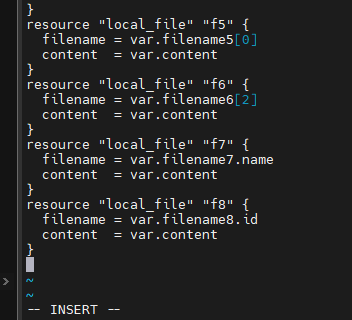 }
resource "local_file" "f5" {
  filename = var.filename5[0]
  content  = var.content
}
resource "local_file" "f6" {
  filename = var.filename6[2]
  content  = var.content
}
resource "local_file" "f7" {
  filename = var.filename7.name
  content  = var.content
}
resource "local_file" "f8" {
  filename = var.filename8.id
  content  = var.content
}
~
~
-- INSERT --